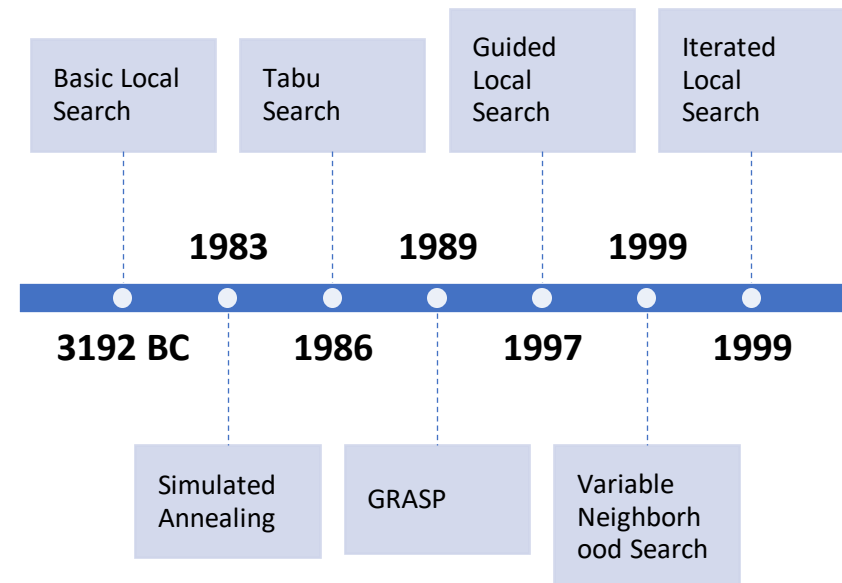 Basic Local
Search
Tabu
Search
Guided
Local
Search
Iterated
Local
Search
1983
1989
1999
3192 BC
1986
1997
1999
Simulated
Annealing
GRASP
Variable
Neighborh
ood Search